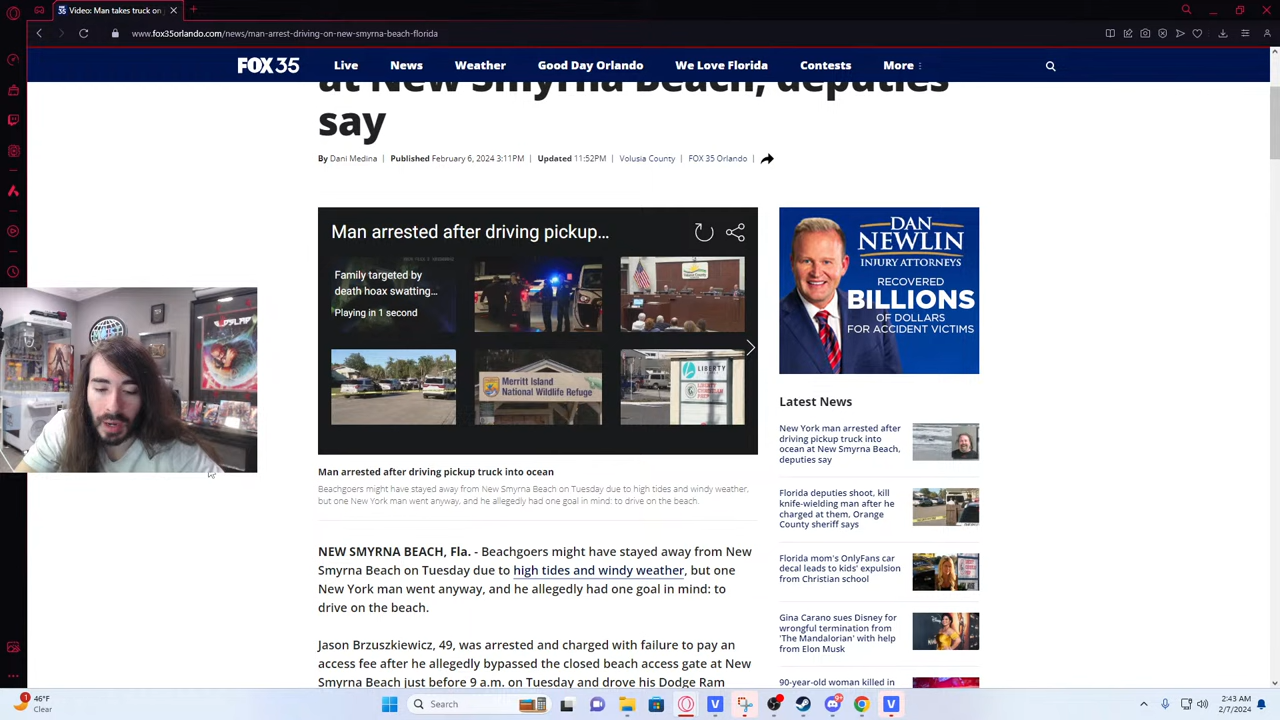 35 Video: Man takes truck on
www.fox35orlando.com/news/man-arrest-driving-on-new-smyrna-beach-florida
FOX 35
Live
News
Weather
Good Day Orlando
We Love Florida
Contests
More
at New Smyrna Beach, deputies
say
By Dani Medina | Published February 6, 2024 3:11PM | Updated 11:52PM | Volusia County | FOX 35 Orlando |
Man arrested after driving pickup...
Family targeted by
death hoax swatting...
Playing in 1 second
Merritt Island
National Wildlife Refuge
LIBERTY
DAN
NEWLIN
INJURY ATTORNEYS
RECOVERED
BILLIONS
OF DOLLARS
FOR ACCIDENT VICTIMS
Man arrested after driving pickup truck into ocean
Beachgoers might have stayed away from New Smyrna Beach on Tuesday due to high tides and windy weather,
but one New York man went anyway, and he allegedly had one goal in mind: to drive on the beach.
NEW SMYRNA BEACH, Fla. - Beachgoers might have stayed away from New
Smyrna Beach on Tuesday due to high tides and windy weather, but one
New York man went anyway, and he allegedly had one goal in mind: to
drive on the beach.
Jason Brzuszkiewicz, 49, was arrested and charged with failure to pay an
access fee after he allegedly bypassed the closed beach access gate at New
Smyrna Beach just before 9 a.m. on Tuesday and drove his Dodge Ram
Latest News
New York man arrested after
driving pickup truck into
ocean at New Smyrna Beach,
deputies say
Florida deputies shoot, kill
knife-wielding man after he
charged at them, Orange
County sheriff says
Florida mom's OnlyFans car
decal leads to kids' expulsion
from Christian school
Gina Carano sues Disney for
wrongful termination from
'The Mandalorian' with help
from Elon Musk
90-year-old woman killed in
1
46°F
Clear
Search
2:43 AM
2/7/2024